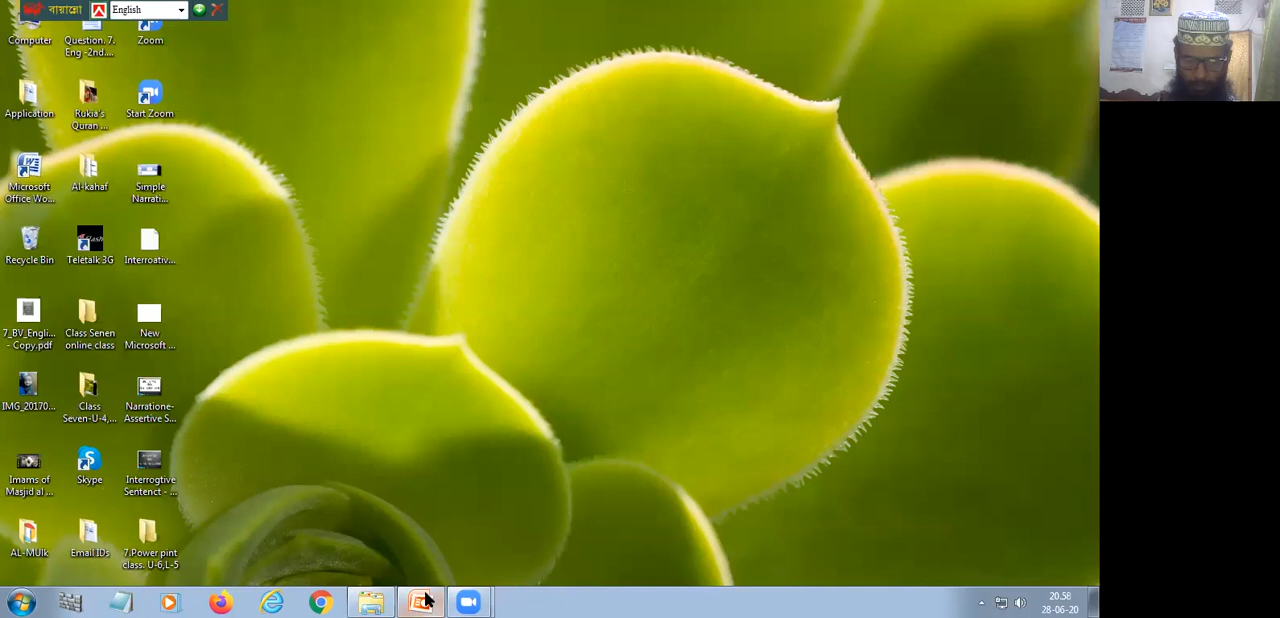 বায়ান্নো
English
Computer
Question. 7.
Eng -2nd....
Zoom
Application
Rukia's
Quran ...
Start Zoom
Microsoft
Office Wo...
Al-kahaf
Simple
Narrati...
Recycle Bin
Teletalk 3G
Interroativ...
7_BV_Engli...
- Copy.pdf
Class Senen
online class
New
Microsoft ...
IMG_20170...
Class
Seven-U-4,...
Narratione-
Assertive S...
Imams of
Masjid al ...
Skype
Interrogtive
Sentenct - ...
AL-MUlk
Email IDs
7.Power pint
class. U-6,L-5
20:58
28-06-20